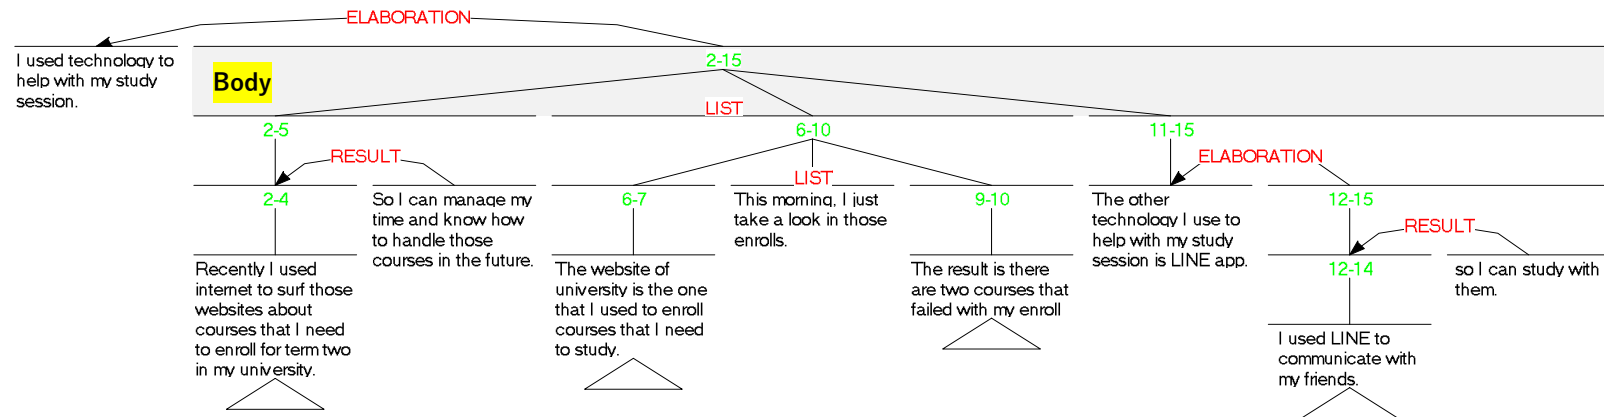 ELABORATION
I used technology to
help with my study
session.
2-15
Body
LIST
2-5
6-10
11-15
RESULT
ELABORATION
LIST
2-4
So I can manage my
time and know how
to handle those
courses in the future.
6-7
This morning, I just
take a look in those
enrolls.
9-10
The other
technology I use to
help with my study
session is LINE app.
12-15
RESULT
Recently I used
internet to surf those
websites about
courses that I need
to enroll for term two
in my university.
The website of
university is the one
that I used to enroll
courses that I need
to study.
The result is there
are two courses that
failed with my enroll
12-14
so I can study with
them.
I used LINE to
communicate with
my friends.